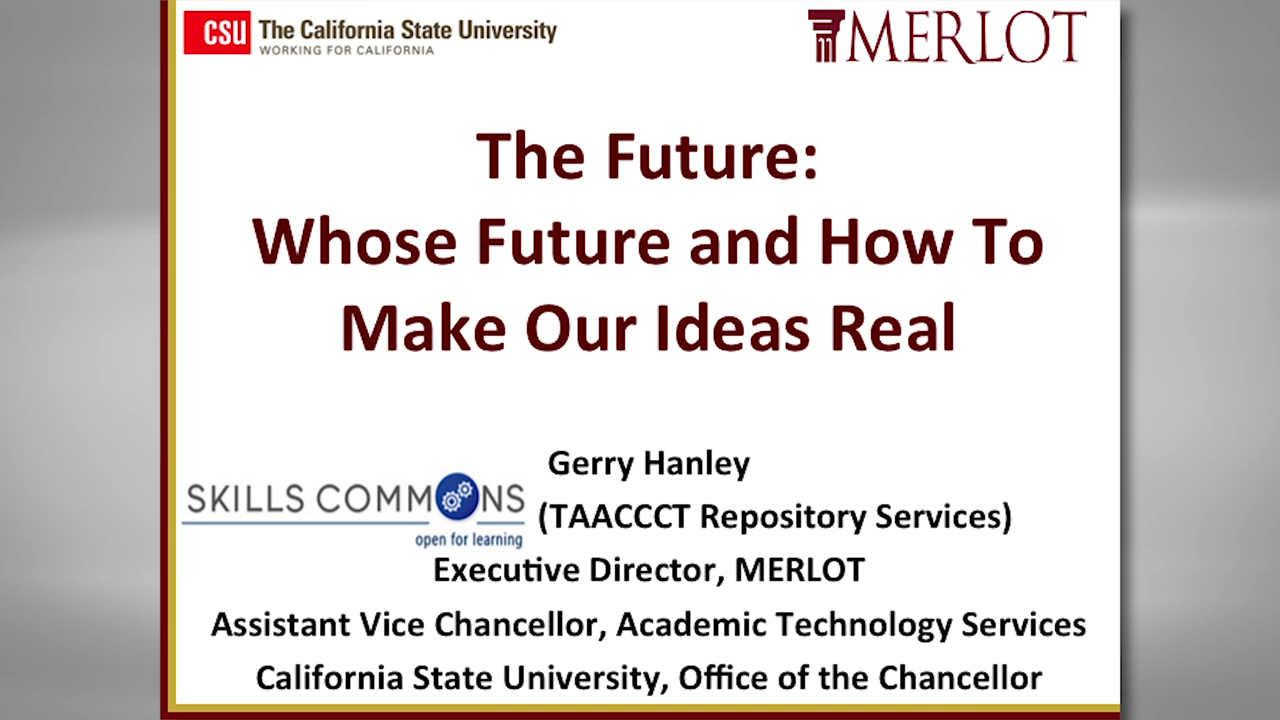 CSU The California State University
WORKING FOR CALIFORNIA
MERLOT
The Future:
Whose Future and How To
Make Our Ideas Real
Gerry Hanley
SKILLS COMMONS
open for learning
(TAACCCT Repository Services)
Executive Director, MERLOT
Assistant Vice Chancellor, Academic Technology Services
California State University, Office of the Chancellor